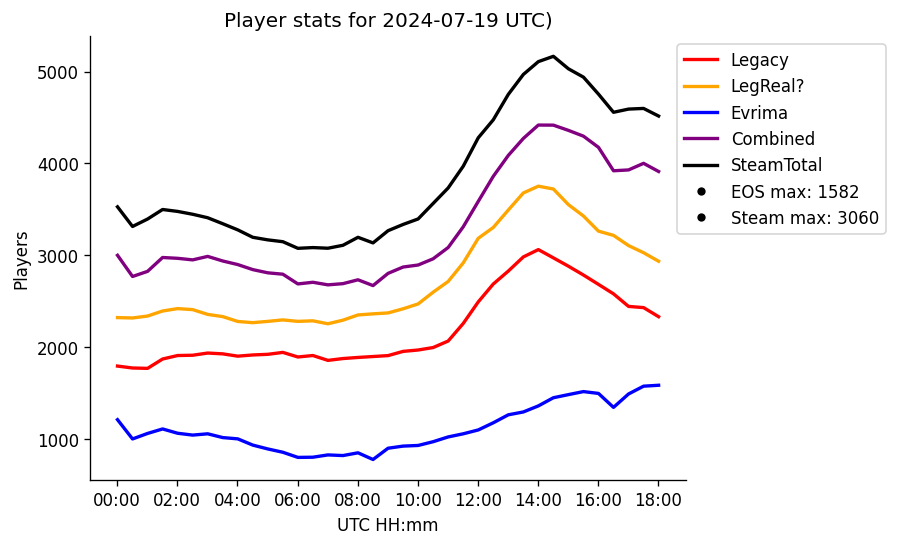 Player stats for 2024-07-19 UTC)
Legacy
LegReal?
Evrima
Combined
SteamTotal
EOS max: 1582
Steam max: 3060
Players
5000
4000
3000
2000
1000
00:00 02:00 04:00 06:00 08:00 10:00 12:00 14:00 16:00 18:00
UTC HH:mm